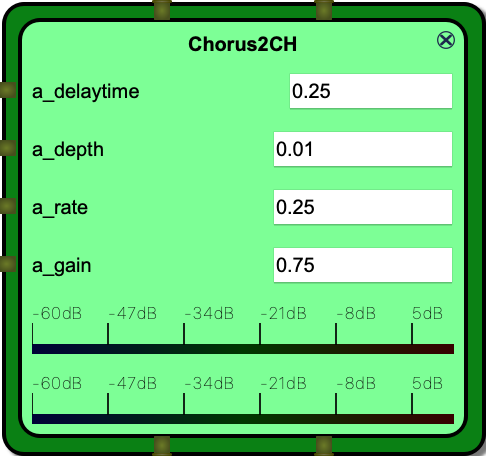 Chorus2CH
a_delaytime 0.25
a_depth 0.01
a_rate 0.25
a_gain 0.75
-60dB -47dB -34dB -21dB -8dB 5dB
-60dB -47dB -34dB -21dB -8dB 5dB